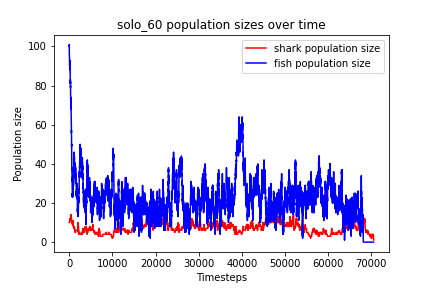 solo_60 population sizes over time
shark population size
fish population size
Population size
100
80
60
40
20
0
0 10000 20000 30000 40000 50000 60000 70000
Timesteps